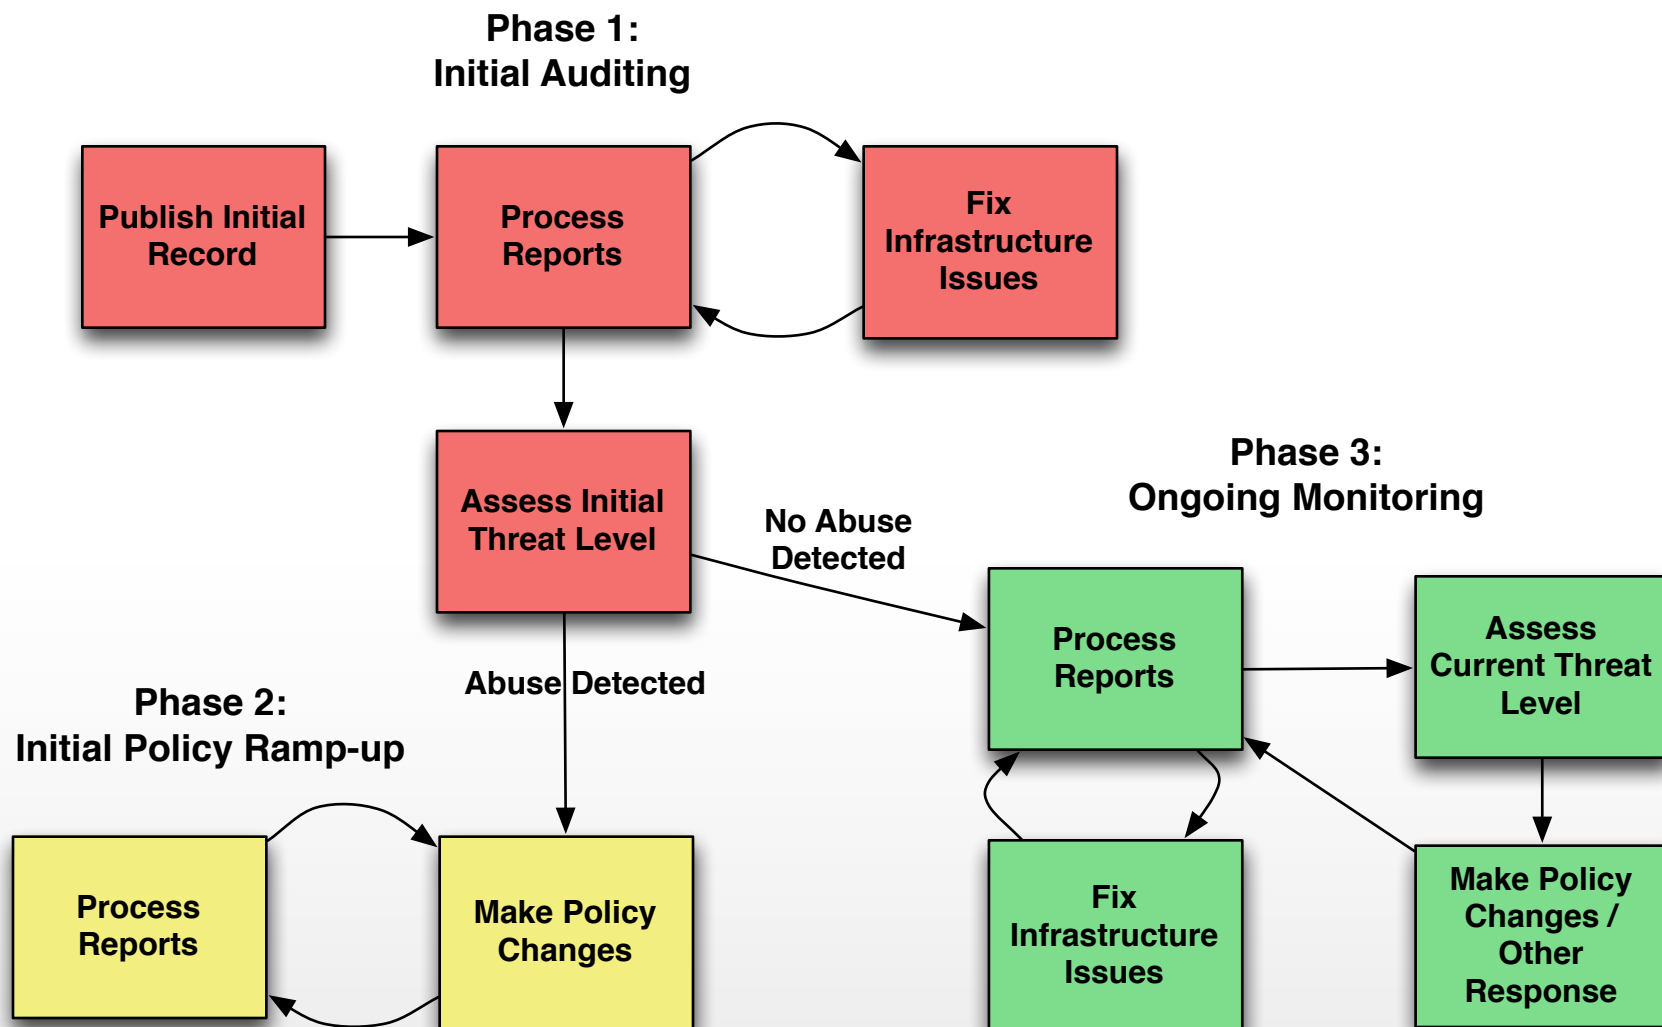 Phase 1:
Initial Auditing
Publish Initial
Record
Process
Reports
Fix
Infrastructure
Issues
Assess Initial
Threat Level
No Abuse
Detected
Abuse Detected
Phase 3:
Ongoing Monitoring
Process
Reports
Assess
Current Threat
Level
Phase 2:
Initial Policy Ramp-up
Process
Reports
Make Policy
Changes
Fix
Infrastructure
Issues
Make Policy
Changes /
Other
Response